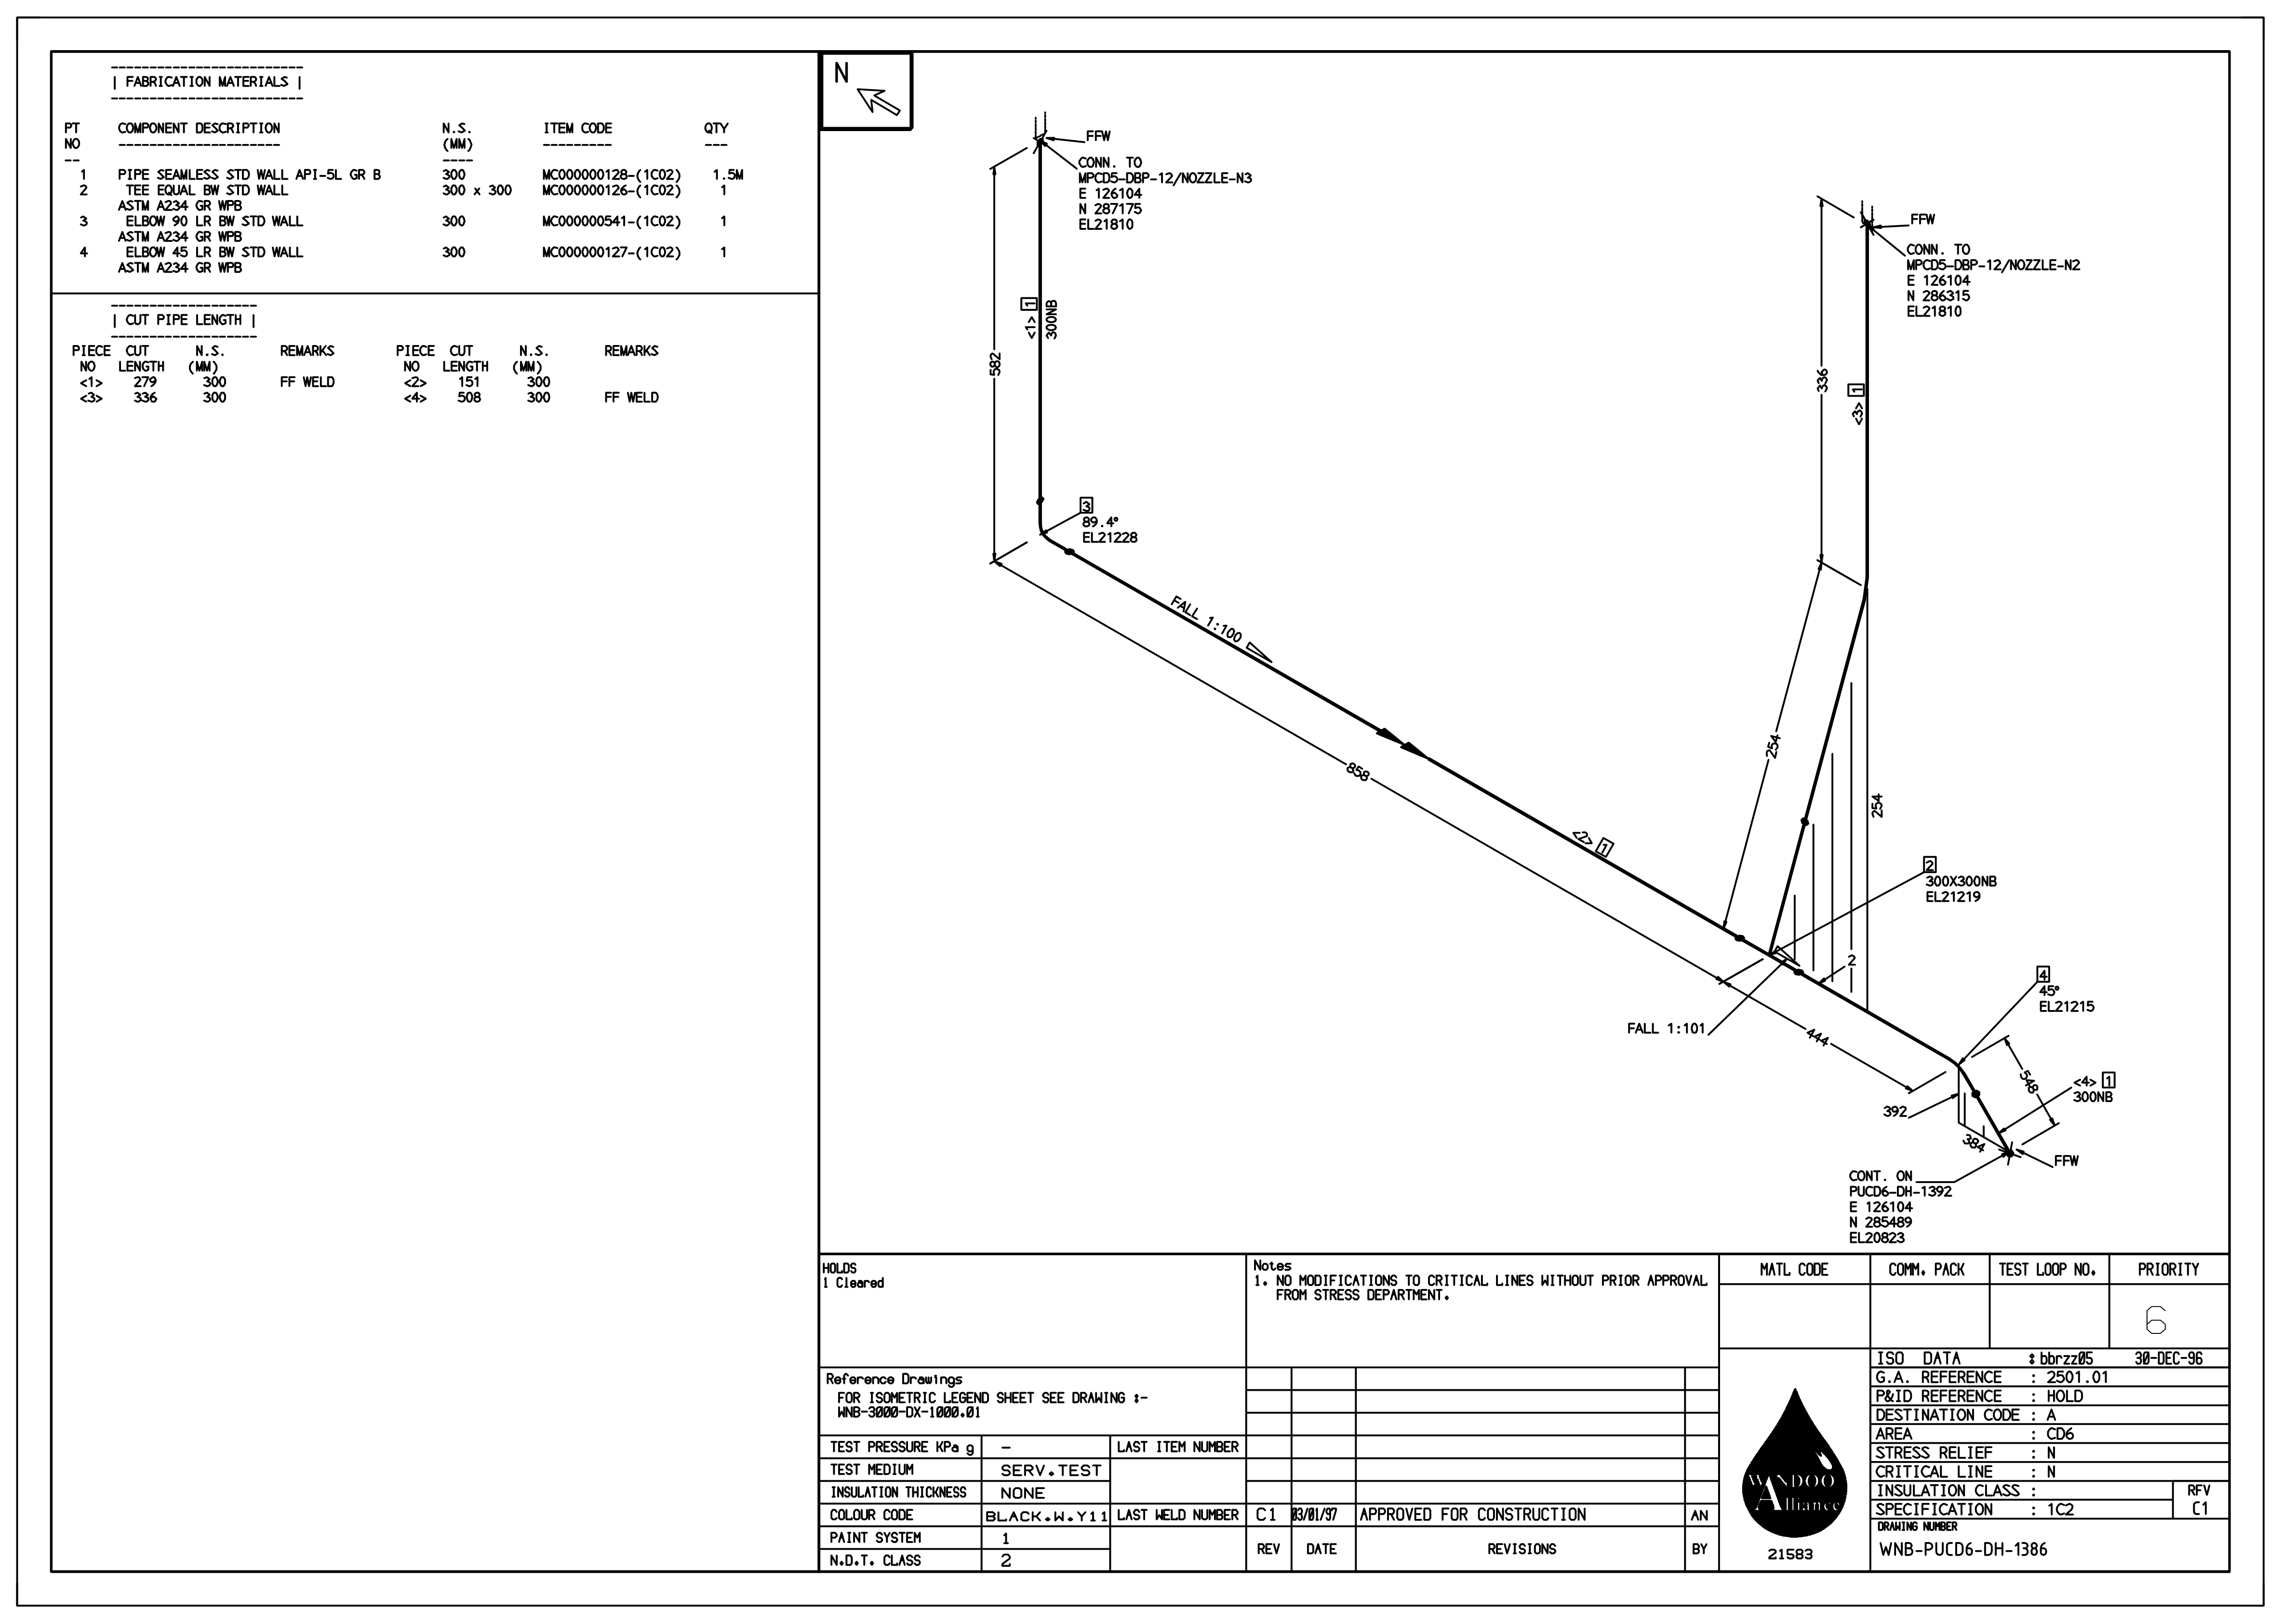 | FABRICATION MATERIALS |
PT NO COMPONENT DESCRIPTION N.S. (MM) ITEM CODE QTY
1 PIPE SEAMLESS STD WALL API-5L GR B 300 MC000000128-(1C02) 1.5M
2 TEE EQUAL BW STD WALL 300 x 300 MC000000126-(1C02) 1
ASTM A234 GR WPB
3 ELBOW 90 LR BW STD WALL 300 MC000000541-(1C02) 1
ASTM A234 GR WPB
4 ELBOW 45 LR BW STD WALL 300 MC000000127-(1C02) 1
ASTM A234 GR WPB
| CUT PIPE LENGTH |
PIECE CUT N.S. REMARKS PIECE CUT N.S. REMARKS
NO LENGTH (MM) NO LENGTH (MM)
<1> 279 300 FF WELD <2> 151 300
<3> 336 300 <4> 508 300 FF WELD
N
FFW
CONN. TO
MPCD5-DBP-12/NOZZLE-N3
E 126104
N 287175
EL21810
FFW
CONN. TO
MPCD5-DBP-12/NOZZLE-N2
E 126104
N 286315
EL21810
<1> 1
300NB
582
336
<3> 1
3
89.4°
EL21228
FALL 1:100
858
254
254
<2> 1
2
300X300NB
EL21219
2
4
45°
EL21215
FALL 1:101
444
548
<4> 1
300NB
392
384
FFW
CONT. ON
PUCD6-DH-1392
E 126104
N 285489
EL20823
HOLDS
1 Cleared
Notes
1. NO MODIFICATIONS TO CRITICAL LINES WITHOUT PRIOR APPROVAL
FROM STRESS DEPARTMENT.
MATL CODE COMM. PACK TEST LOOP NO. PRIORITY
6
Reference Drawings
FOR ISOMETRIC LEGEND SHEET SEE DRAWING :-
WNB-3000-DX-1000.01
TEST PRESSURE KPa g - LAST ITEM NUMBER
TEST MEDIUM SERV.TEST
INSULATION THICKNESS NONE
COLOUR CODE BLACK.W.Y11 LAST WELD NUMBER
PAINT SYSTEM 1
N.D.T. CLASS 2
C1 03/01/97 APPROVED FOR CONSTRUCTION AN
REV DATE REVISIONS BY
WANDOO
Alliance
21583
ISO DATA : bbrzz05 30-DEC-96
G.A. REFERENCE : 2501.01
P&ID REFERENCE : HOLD
DESTINATION CODE : A
AREA : CD6
STRESS RELIEF : N
CRITICAL LINE : N
INSULATION CLASS : RFV
SPECIFICATION : 1C2 C1
DRAWING NUMBER
WNB-PUCD6-DH-1386